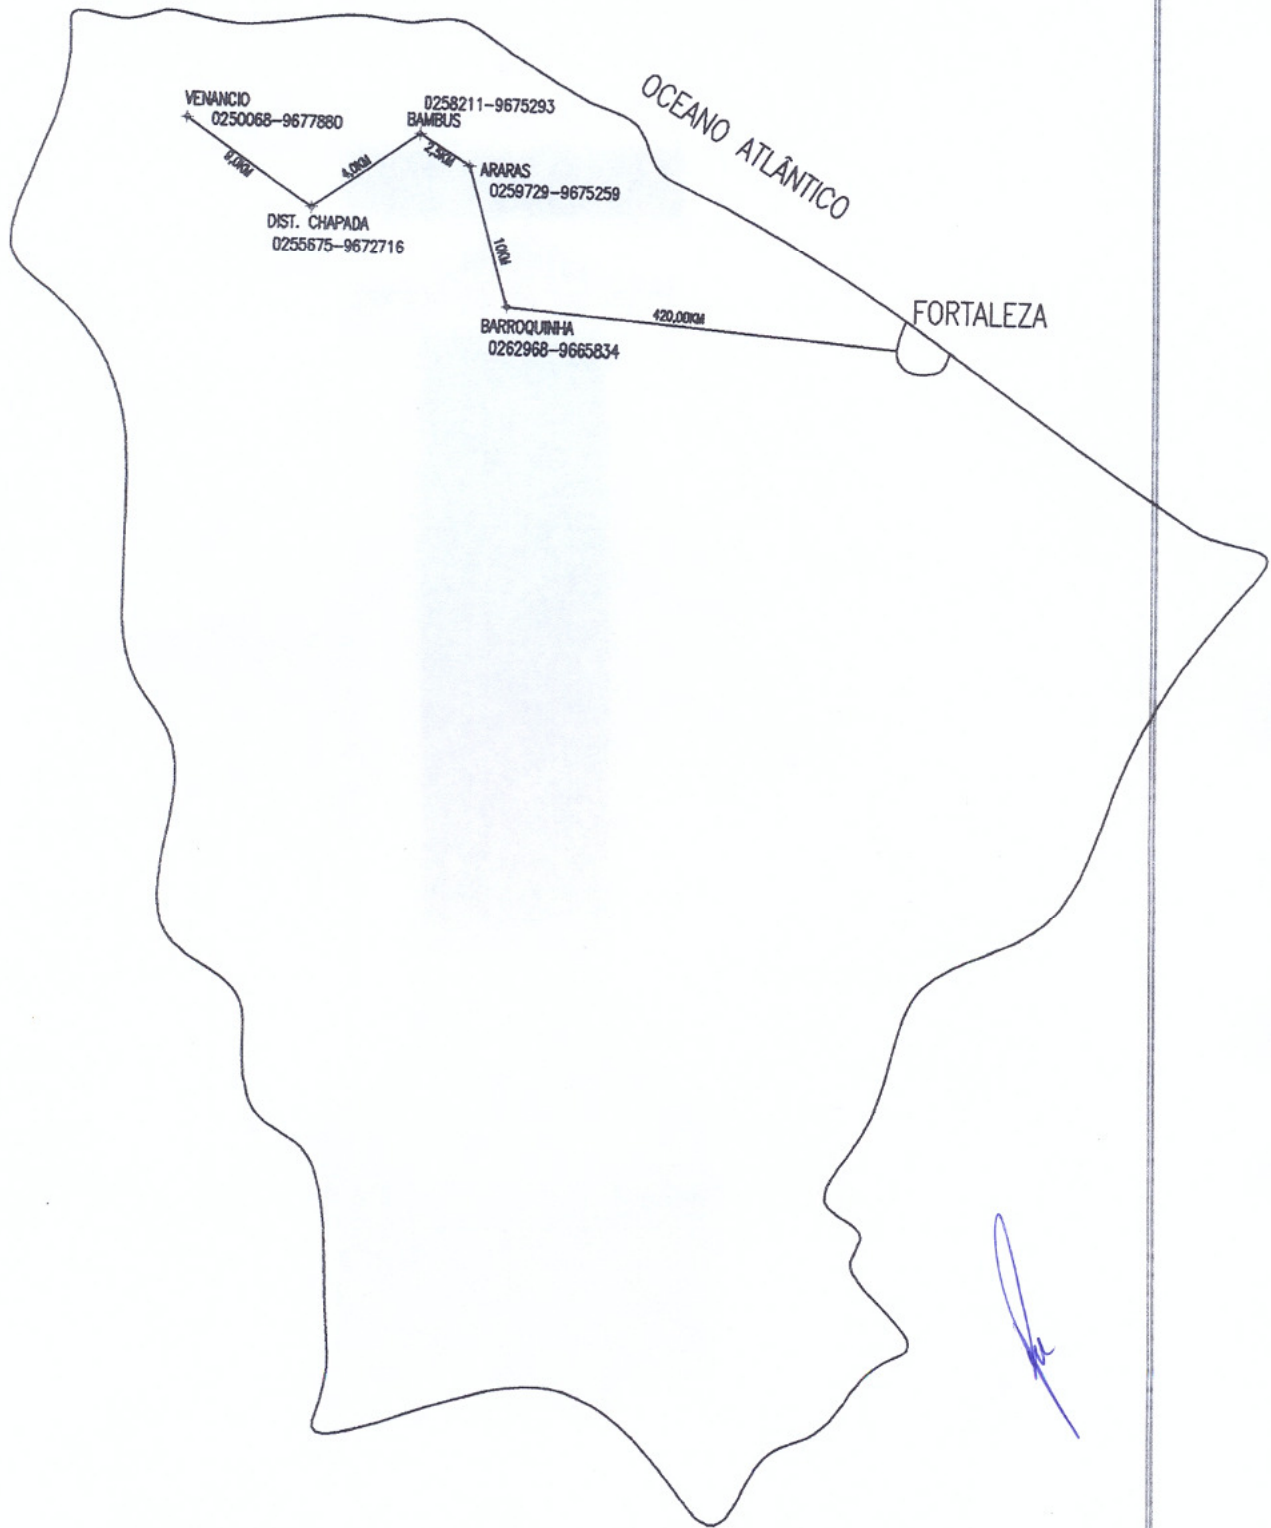 OCEANO ATLÂNTICO
VENANCIO
0250068-9677880
0258211-9675293
BAMBUS
9,0KM
4,0KM
2,5KM
ARARAS
0259729-9675259
DIST. CHAPADA
0255675-9672716
10KM
BARROQUINHA
0262968-9665834
420,00KM
FORTALEZA